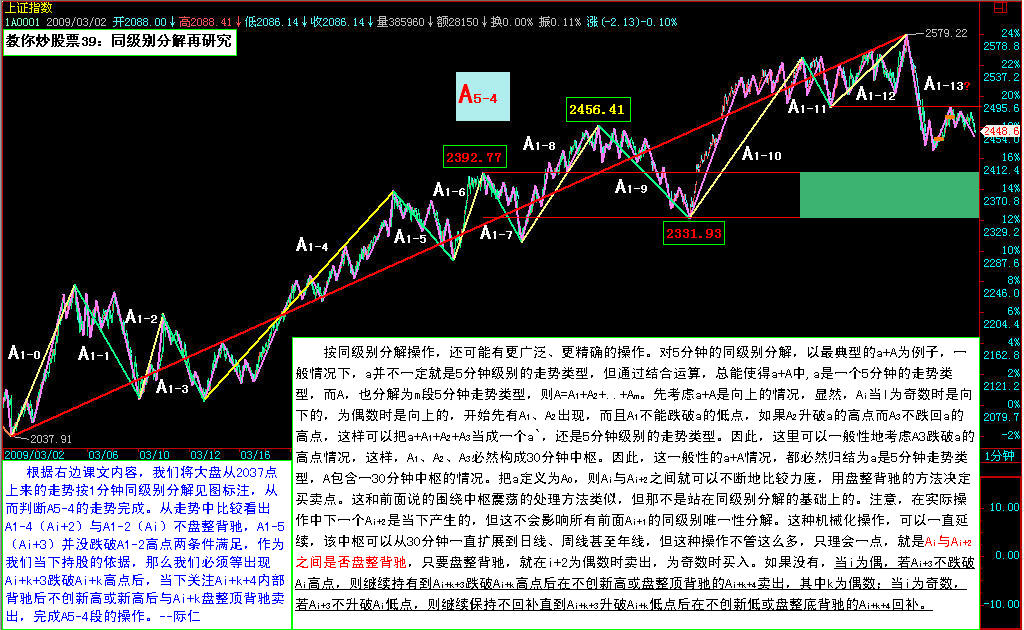 上证指数
1A0001 2009/03/02 开2088.00↓高2088.41↓低2086.14↓收2086.14↓量385960↓额28150↓换0.00% 振0.11% 涨(-2.13)-0.10%
教你炒股票39：同级别分解再研究
2579.22
24%
2578.8
22%
2537.2
20%
2495.6
2448.6
2454.0
16%
2412.4
14%
2370.8
12%
2329.2
10%
2287.6
8%
2246.0
6%
2204.4
4%
2162.8
2%
2121.2
0%
2079.7
-2%
1分钟
10.00
0.00
-10.00
A5-4
2456.41
2392.77
2331.93
A1-0
A1-1
A1-2
A1-3
A1-4
A1-5
A1-6
A1-7
A1-8
A1-9
A1-10
A1-11
A1-12
A1-13?
2037.91
2009/03/02 03/06 03/10 03/12 03/16
根据右边课文内容，我们将大盘从2037点
上来的走势按1分钟同级别分解见图标注，从
而判断A5-4的走势完成。从走势中比较看出
A1-4（Ai+2）与A1-2（Ai）不盘整背驰，A1-5
（Ai+3）并没跌破A1-2高点两条件满足，作为
我们当下持股的依据，那么我们必须等出现
Ai+k+3跌破Ai+k高点后，当下关注Ai+k+4内部
背驰后不创新高或新高后与Ai+k盘整顶背驰卖
出，完成A5-4段的操作。--际仁
按同级别分解操作，还可能有更广泛、更精确的操作。对5分钟的同级别分解，以最典型的a+A为例子，一
般情况下，a并不一定就是5分钟级别的走势类型，但通过结合运算，总能使得a+A中,a是一个5分钟的走势类
型，而A，也分解为m段5分钟走势类型，则A=A1+A2+..+Am。先考虑a+A是向上的情况，显然，Ai当i为奇数时是向
下的，为偶数时是向上的，开始先有A1、A2出现，而且A1不能跌破a的低点，如果A2升破a的高点而A3不跌回a的
高点，这样可以把a+A1+A2+A3当成一个a`，还是5分钟级别的走势类型。因此，这里可以一般性地考虑A3跌破a的
高点情况，这样，A1、A2、A3必然构成30分钟中枢。因此，这一般性的a+A情况，都必然归结为a是5分钟走势类
型，A包含一30分钟中枢的情况。把a定义为A0，则Ai与Ai+2之间就可以不断地比较力度，用盘整背驰的方法决定
买卖点。这和前面说的围绕中枢震荡的处理方法类似，但那不是站在同级别分解的基础上的。注意，在实际操
作中下一个Ai+2是当下产生的，但这不会影响所有前面Ai+1的同级别唯一性分解。这种机械化操作，可以一直延
续，该中枢可以从30分钟一直扩展到日线、周线甚至年线，但这种操作不管这么多，只理会一点，就是Ai与Ai+2
之间是否盘整背驰，只要盘整背驰，就在i+2为偶数时卖出，为奇数时买入。如果没有，当i为偶，若Ai+3不跌破
Ai高点，则继续持有到Ai+k+3跌破Ai+k高点后在不创新高或盘整顶背驰的Ai+k+4卖出，其中k为偶数；当i为奇数，
若Ai+3不升破Ai低点，则继续保持不回补直到Ai+k+3升破Ai+k低点后在不创新低或盘整底背驰的Ai+k+4回补。